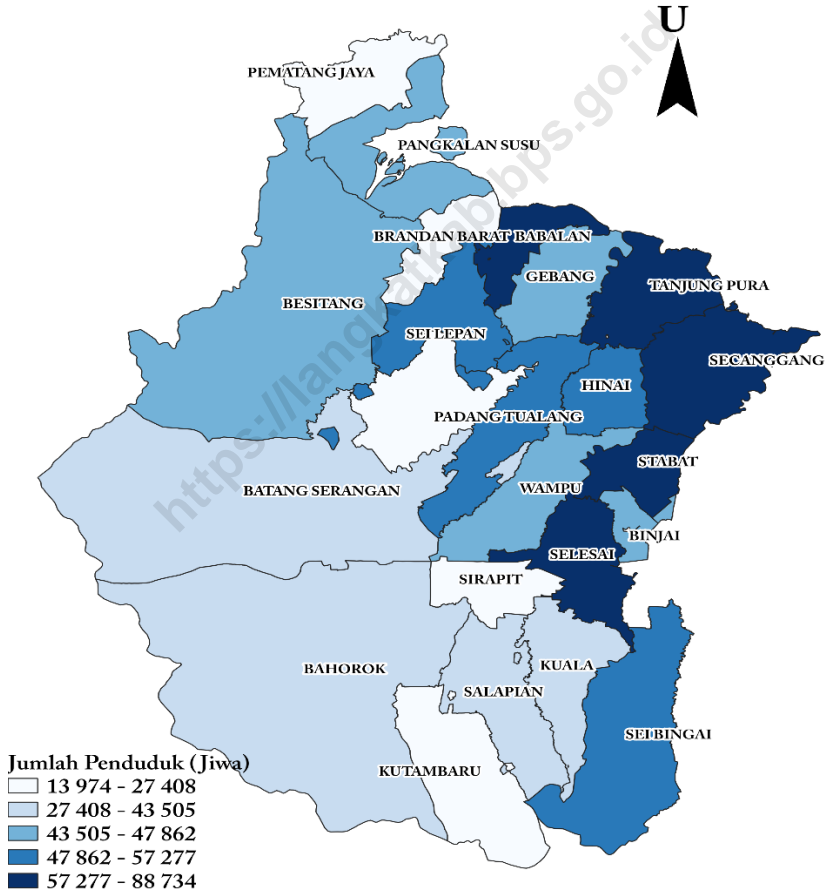 U
PEMATANG JAYA
PANGKALAN SUSU
BRANDAN BARAT
BABALAN
GEBANG
TANJUNG PURA
BESITANG
SEI LEPAN
SECANGGANG
HINAI
PADANG TUALANG
STABAT
BATANG SERANGAN
WAMPU
BINJAI
SELESAI
SIRAPIT
KUALA
BAHOROK
SALAPIAN
SEI BINGAI
KUTAMBARU
https://langkatkab.bps.go.id
Jumlah Penduduk (Jiwa)
13 974 - 27 408
27 408 - 43 505
43 505 - 47 862
47 862 - 57 277
57 277 - 88 734